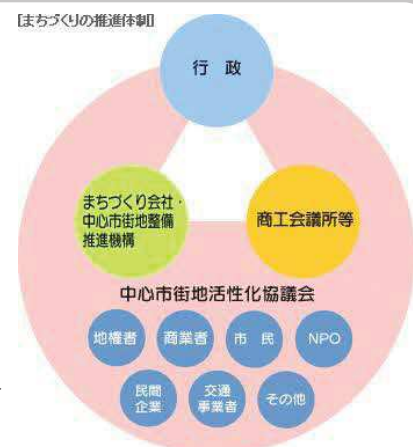 [まちづくりの推進体制]
行 政
まちづくり会社・
中心市街地整備
推進機構
商工会議所等
中心市街地活性化協議会
地権者
商業者
市 民
NPO
民間
企業
交通
事業者
その他